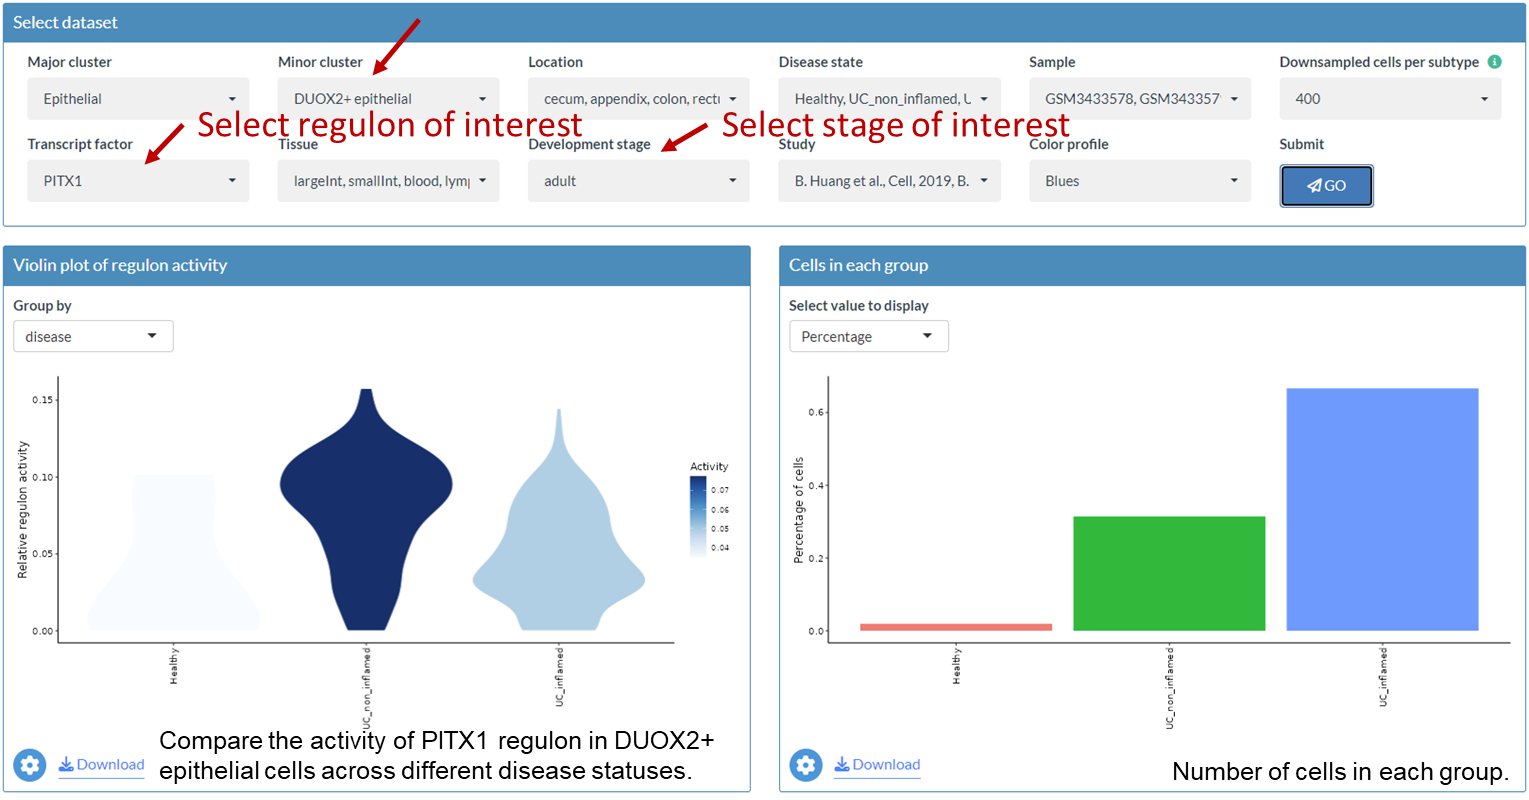 Select dataset
Major cluster
Minor cluster
Location
Disease state
Sample
Downsampled cells per subtype
Epithelial
DUOX2+ epithelial
cecum, appendix, colon, rectu
Healthy, UC_non_inflamed, U
GSM3433578, GSM343357
400
Select regulon of interest
Select stage of interest
Transcript factor
Tissue
Development stage
Study
Color profile
Submit
PITX1
largeInt, smallInt, blood, lymp
adult
B. Huang et al., Cell, 2019, B.
Blues
GO
Violin plot of regulon activity
Group by
disease
Relative regulon activity
0.15
0.10
0.05
0.00
Healthy
UC_non_inflamed
UC_inflamed
Activity
0.07
0.06
0.05
0.04
Download
Compare the activity of PITX1 regulon in DUOX2+
epithelial cells across different disease statuses.
Cells in each group
Select value to display
Percentage
Percentage of cells
0.6
0.4
0.2
0.0
Healthy
UC_non_inflamed
UC_inflamed
Download
Number of cells in each group.